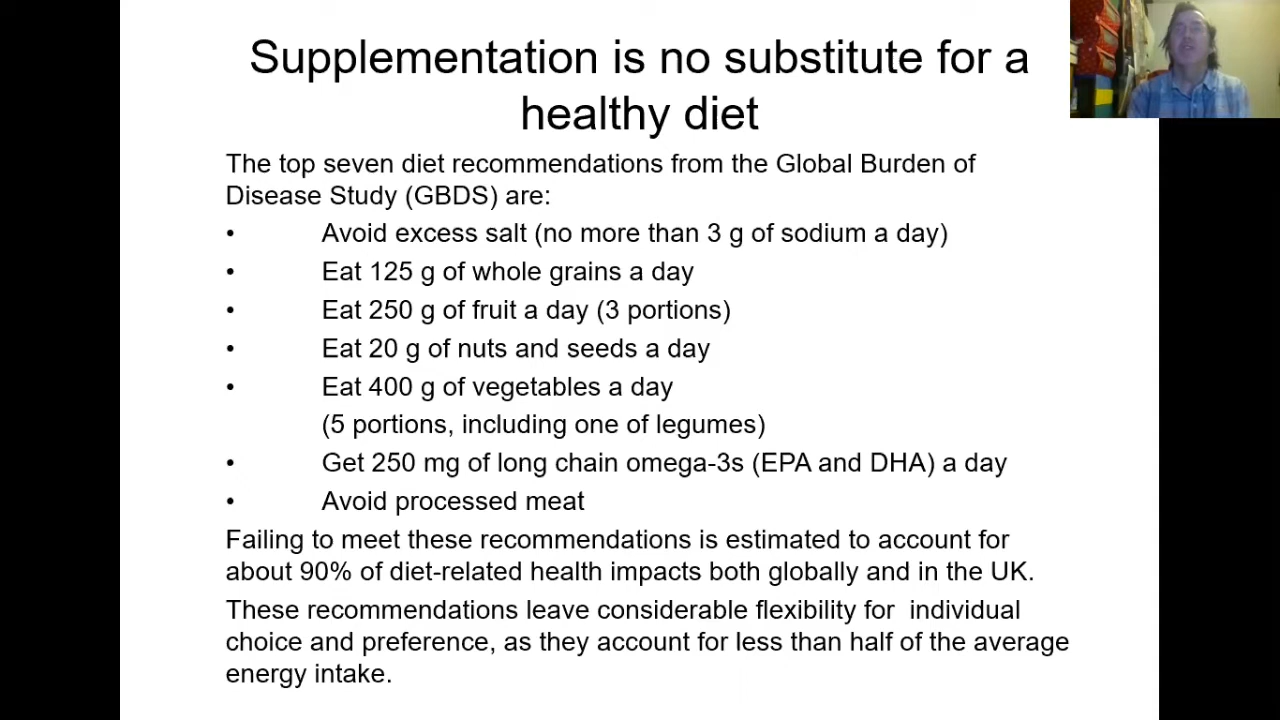 Supplementation is no substitute for a
healthy diet
The top seven diet recommendations from the Global Burden of
Disease Study (GBDS) are:
• Avoid excess salt (no more than 3 g of sodium a day)
• Eat 125 g of whole grains a day
• Eat 250 g of fruit a day (3 portions)
• Eat 20 g of nuts and seeds a day
• Eat 400 g of vegetables a day
(5 portions, including one of legumes)
• Get 250 mg of long chain omega-3s (EPA and DHA) a day
• Avoid processed meat
Failing to meet these recommendations is estimated to account for
about 90% of diet-related health impacts both globally and in the UK.
These recommendations leave considerable flexibility for  individual
choice and preference, as they account for less than half of the average
energy intake.